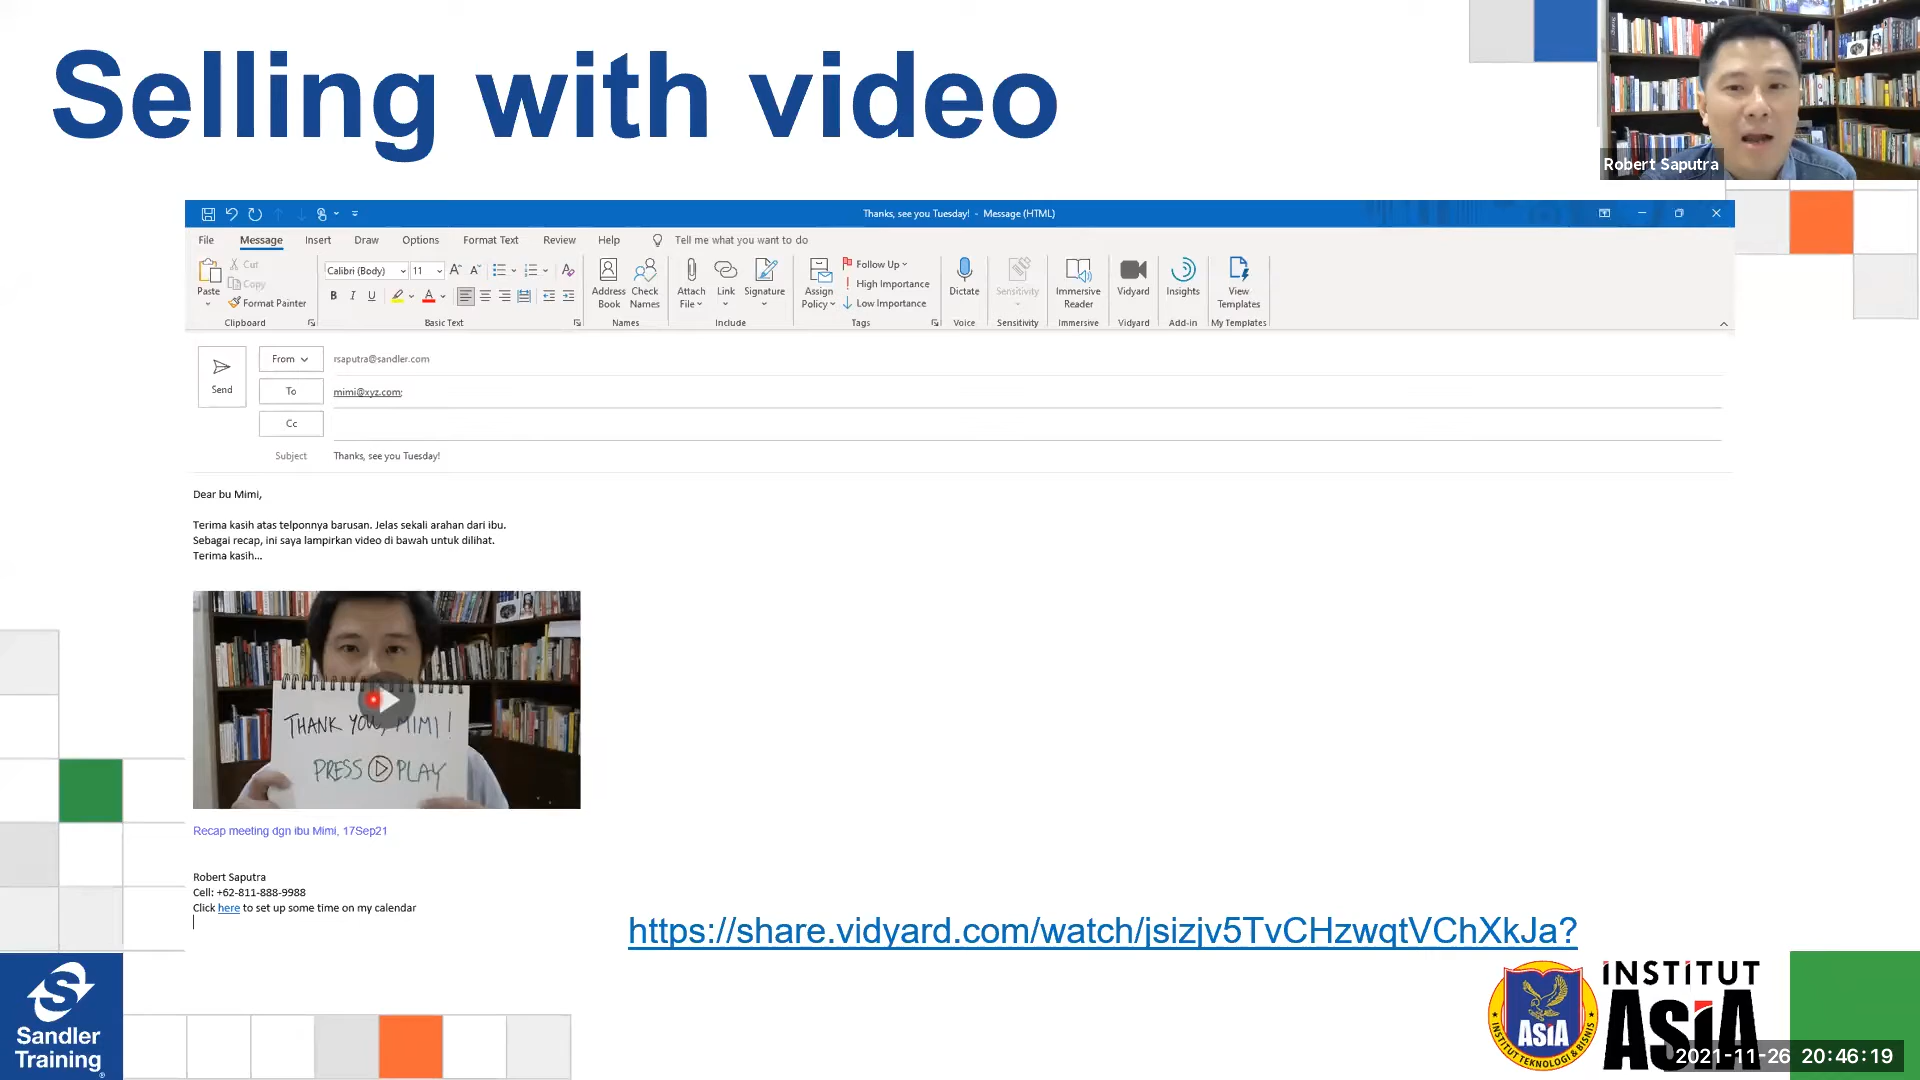 Selling with video
Robert Saputra
Thanks, see you Tuesday! - Message (HTML)
File Message Insert Draw Options Format Text Review Help Tell me what you want to do
Paste
Cut
Copy
Format Painter
Clipboard
Calibri (Body) 11
B I U
Basic Text
Address Book
Check Names
Names
Attach File
Link
Signature
Include
Assign Policy
Follow Up
High Importance
Low Importance
Tags
Dictate
Voice
Sensitivity
Sensitivity
Immersive Reader
Immersive
Vidyard
Vidyard
Insights
Add-in
View Templates
My Templates
Send
From rsaputra@sandler.com
To mimi@xyz.com;
Cc
Subject Thanks, see you Tuesday!
Dear bu Mimi,
Terima kasih atas telponnya barusan. Jelas sekali arahan dari ibu.
Sebagai recap, ini saya lampirkan video di bawah untuk dilihat.
Terima kasih...
THANK YOU, MIMI!
PRESS PLAY
Recap meeting dgn ibu Mimi, 17Sep21
Robert Saputra
Cell: +62-811-888-9988
Click here to set up some time on my calendar
https://share.vidyard.com/watch/jsizjv5TvCHzwqtVChXkJa?
Sandler
Training
ASIA
INSTITUT TEKNOLOGI & BISNIS
INSTITUT
ASIA
2021-11-26 20:46:19